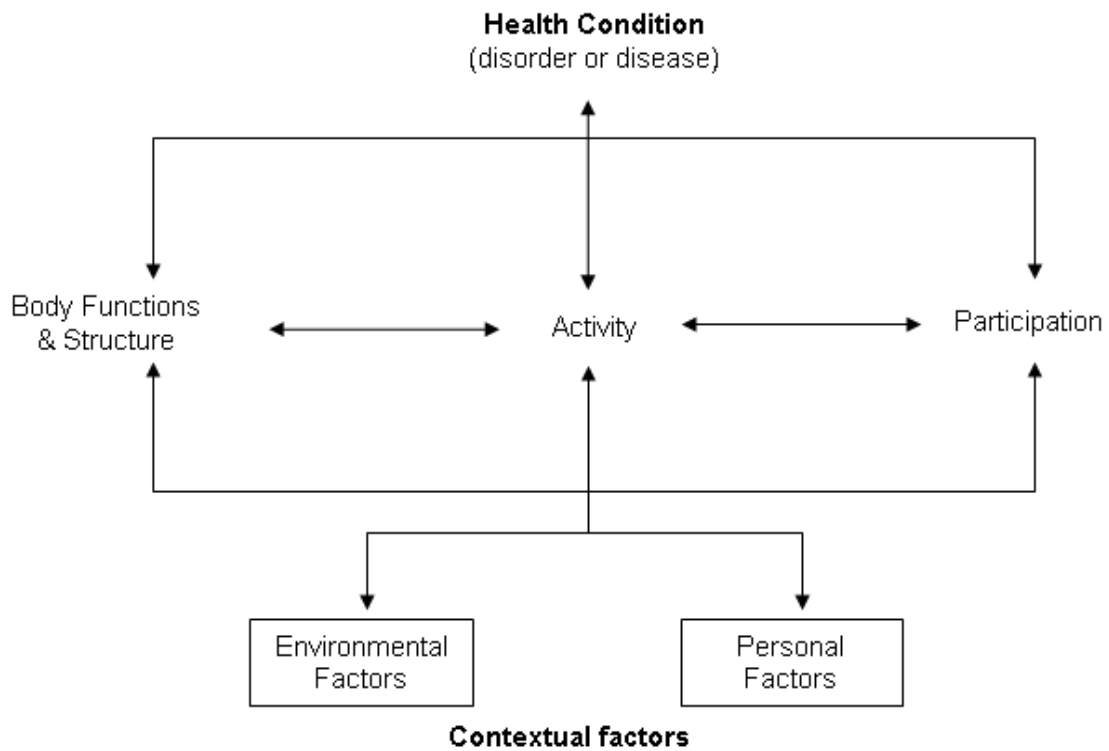 Health Condition
(disorder or disease)
Body Functions
& Structure
Activity
Participation
Environmental
Factors
Personal
Factors
Contextual factors